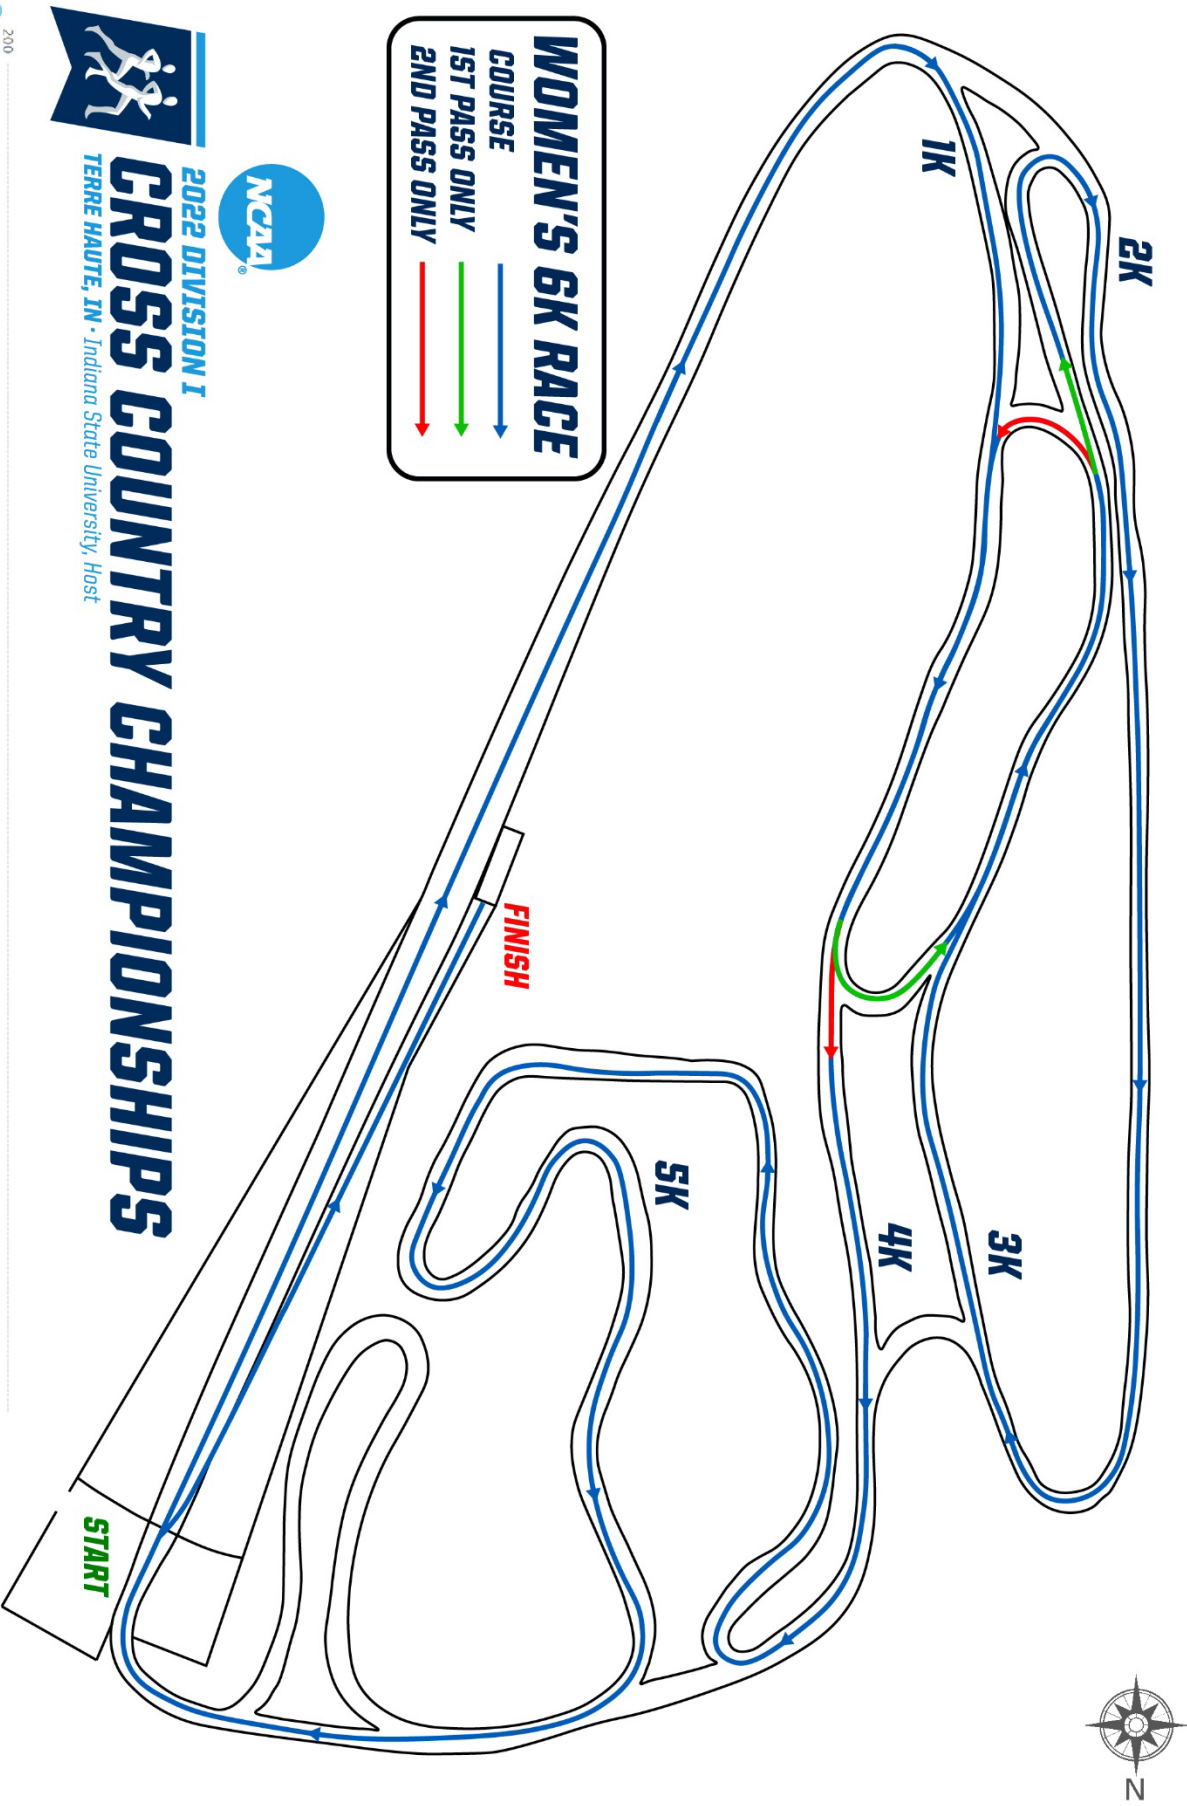 WOMEN'S 6K RACE
COURSE
1ST PASS ONLY
2ND PASS ONLY
NCAA®
2022 DIVISION I
CROSS COUNTRY CHAMPIONSHIPS
TERRE HAUTE, IN · Indiana State University, Host
1K
2K
3K
4K
5K
FINISH
START
N
200